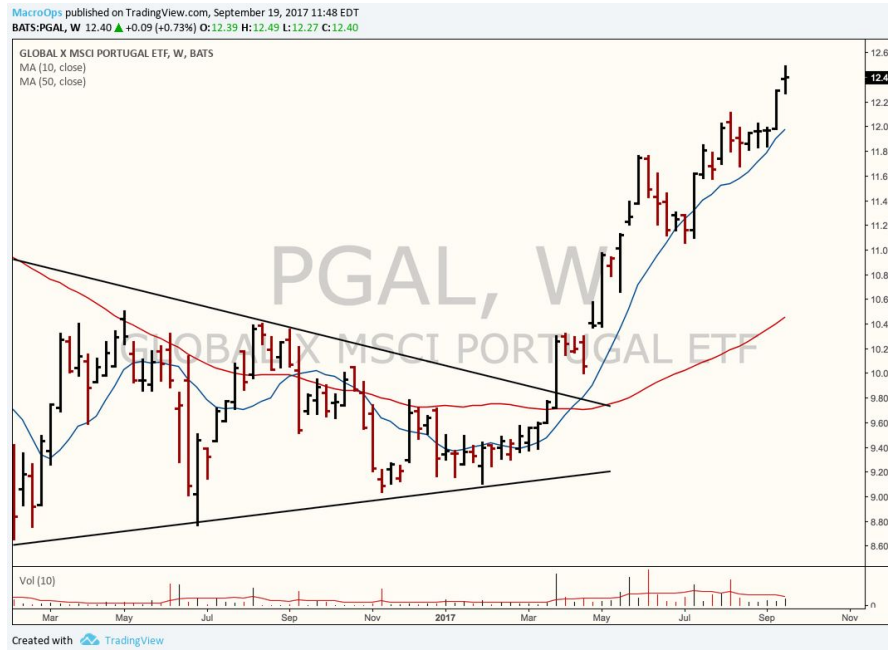 MacroOps published on TradingView.com, September 19, 2017 11:48 EDT
BATS:PGAL, W 12.40 ▲ +0.09 (+0.73%) O:12.39 H:12.49 L:12.27 C:12.40
GLOBAL X MSCI PORTUGAL ETF, W, BATS
MA (10, close)
MA (50, close)
PGAL, W
GLOBAL X MSCI PORTUGAL ETF
12.6
12.4
12.2
12.0
11.8
11.6
11.4
11.2
11.0
10.8
10.6
10.4
10.2
10.0
9.80
9.60
9.40
9.20
9.00
8.80
8.60
Vol (10)
0
Mar May Jul Sep Nov 2017 Mar May Jul Sep Nov
Created with TradingView